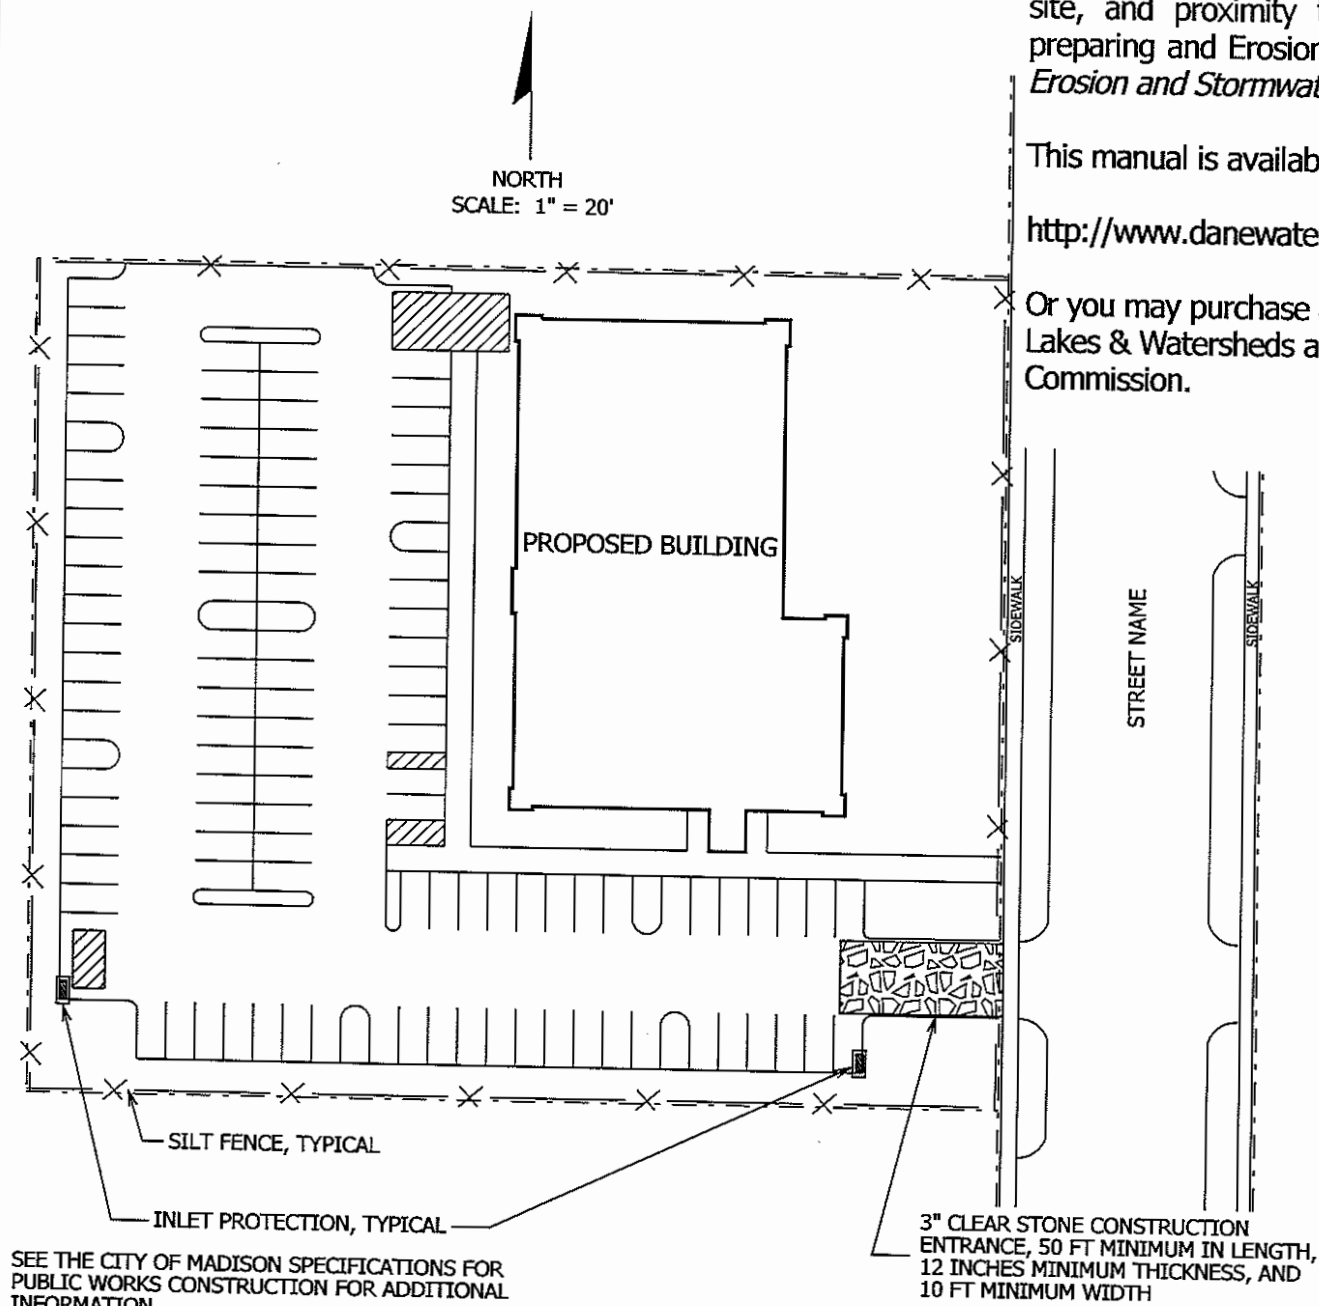 site, and proximity
preparing and Erosion
Erosion and Stormwat
This manual is availab
http://www.danewate
Or you may purchase
Lakes & Watersheds a
Commission.
NORTH
SCALE: 1" = 20'
PROPOSED BUILDING
SIDEWALK
STREET NAME
SIDEWALK
SILT FENCE, TYPICAL
INLET PROTECTION, TYPICAL
SEE THE CITY OF MADISON SPECIFICATIONS FOR
PUBLIC WORKS CONSTRUCTION FOR ADDITIONAL
INFORMATION
3" CLEAR STONE CONSTRUCTION
ENTRANCE, 50 FT MINIMUM IN LENGTH,
12 INCHES MINIMUM THICKNESS, AND
10 FT MINIMUM WIDTH